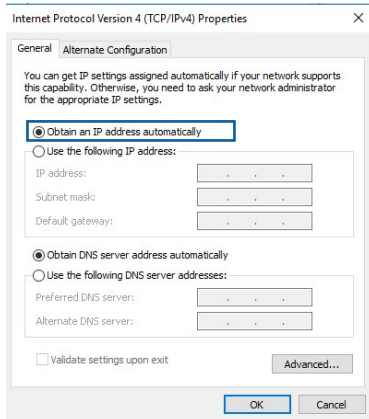 Internet Protocol Version 4 (TCP/IPv4) Properties
General Alternate Configuration
You can get IP settings assigned automatically if your network supports
this capability. Otherwise, you need to ask your network administrator
for the appropriate IP settings.
Obtain an IP address automatically
Use the following IP address:
IP address:
Subnet mask:
Default gateway:
Obtain DNS server address automatically
Use the following DNS server addresses:
Preferred DNS server:
Alternate DNS server:
Validate settings upon exit
Advanced...
OK Cancel